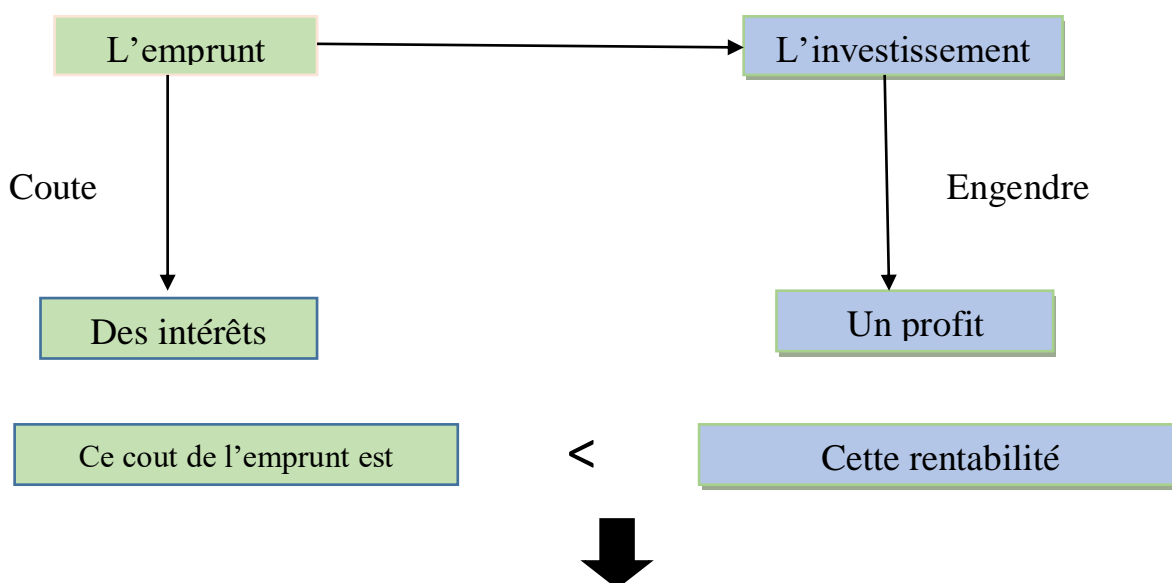 L’emprunt
L’investissement
Coute
Engendre
Des intérêts
Un profit
Ce cout de l’emprunt est
<
Cette rentabilité